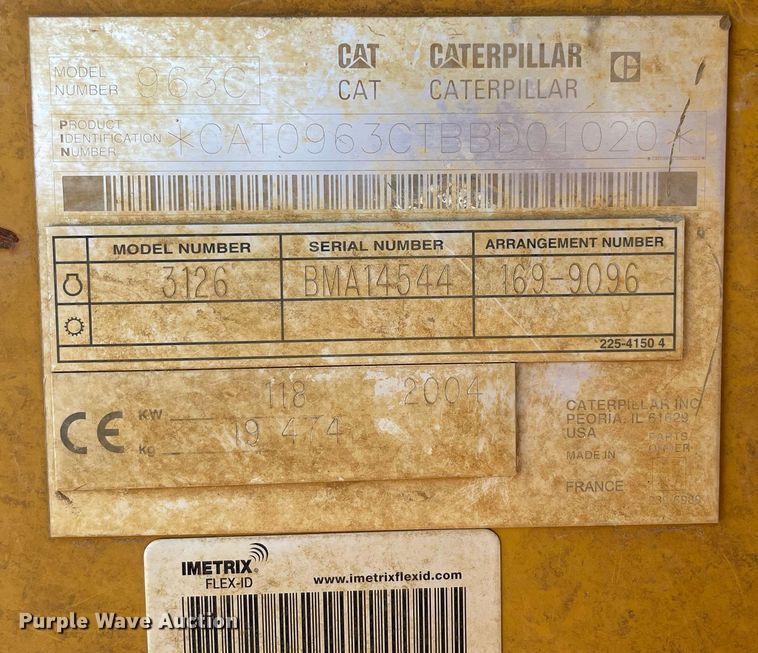 MODEL NUMBER 963C
CAT CATERPILLAR
CAT CATERPILLAR
PRODUCT IDENTIFICATION NUMBER *CAT0963CTBBD01020*
MODEL NUMBER SERIAL NUMBER ARRANGEMENT NUMBER
3126 BMA14544 169-9096
225-4150 4
CE KW 118 2004
kg 19 474
CATERPILLAR INC
PEORIA, IL 61629
USA
PARTS
MADE IN
FRANCE
IMETRIX
FLEX-ID
www.imetrixflexid.com
Purple Wave Auction